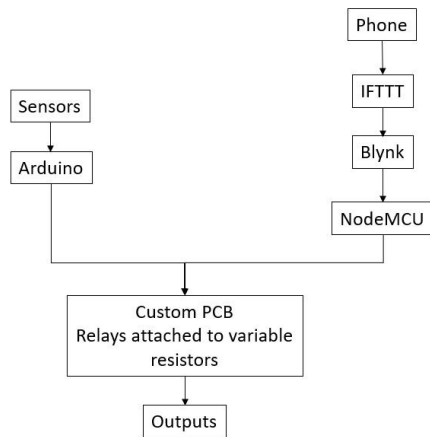 Phone
IFTTT
Sensors
Blynk
Arduino
NodeMCU
Custom PCB
Relays attached to variable
resistors
Outputs